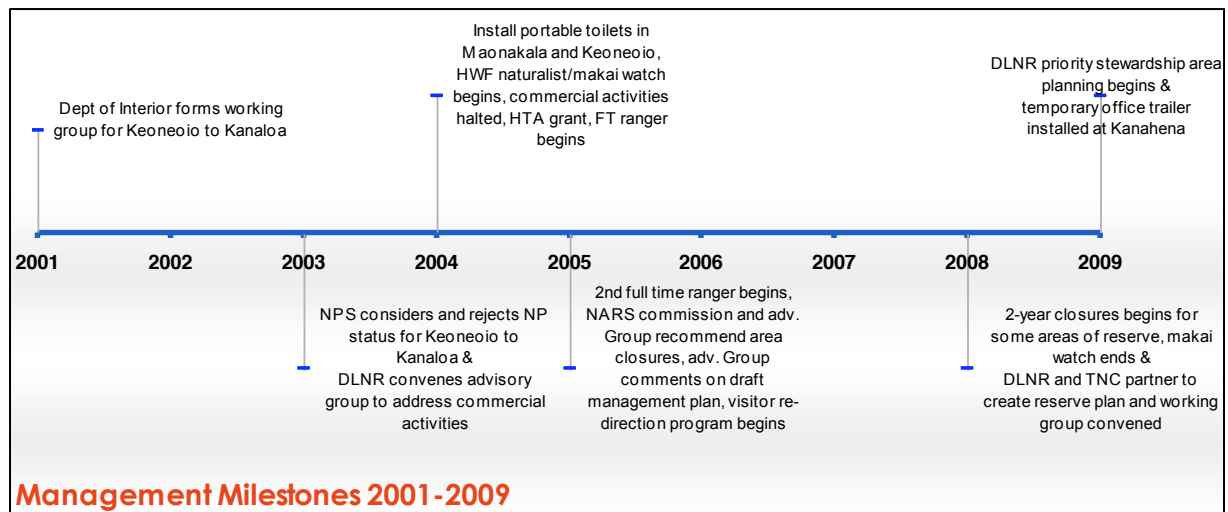 Install portable toilets in
Maonakala and Keoneoio,
HWF naturalist/makai watch
begins, commercial activities
halted, HTA grant, FT ranger
begins
DLNR priority stewardship area
planning begins &
temporary office trailer
installed at Kanahena
Dept of Interior forms working
group for Keoneoio to Kanaloa
2001 2002 2003 2004 2005 2006 2007 2008 2009
NPS considers and rejects NP
status for Keoneoio to
Kanaloa &
DLNR convenes advisory
group to address commercial
activities
2nd full time ranger begins,
NARS commission and adv.
Group recommend area
closures, adv. Group
comments on draft
management plan, visitor re-
direction program begins
2-year closures begins for
some areas of reserve, makai
watch ends &
DLNR and TNC partner to
create reserve plan and working
group convened
Management Milestones 2001-2009